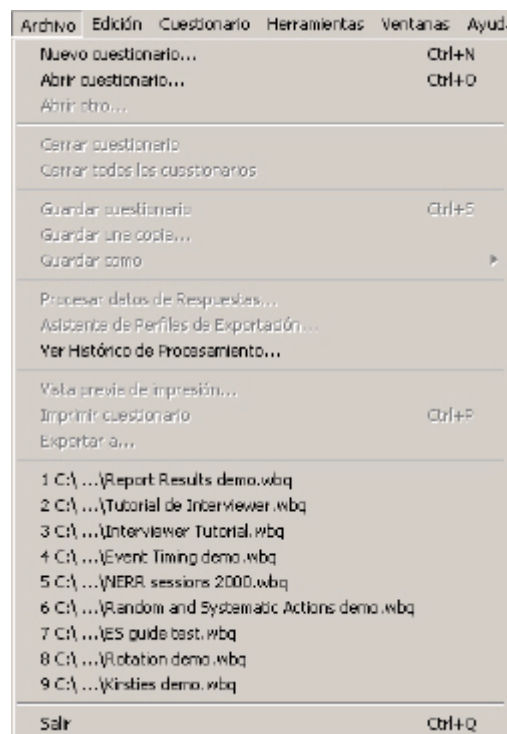 Archivo Edición Cuestionario Herramientas Ventanas Ayud
Nuevo cuestionario... Ctrl+N
Abrir cuestionario... Ctrl+O
Abrir otro...
Cerrar cuestionario
Cerrar todos los cuestionarios
Guardar cuestionario Ctrl+S
Guardar una copia...
Guardar como
Procesar datos de Respuestas...
Asistente de Perfiles de Exportación...
Ver Histórico de Procesamiento...
Vista previa de impresión...
Imprimir cuestionario Ctrl+P
Exportar a...
1 C:\ ...\Report Results demo.wbq
2 C:\ ...\Tutorial de Interviewer.wbq
3 C:\ ...\Interviewer Tutorial.wbq
4 C:\ ...\Event Timing demo.wbq
5 C:\ ...\NERR sessions 2000.wbq
6 C:\ ...\Random and Systematic Actions demo.wbq
7 C:\ ...\ES guide test.wbq
8 C:\ ...\Rotation demo.wbq
9 C:\ ...\Kirsties demo.wbq
Salir Ctrl+Q